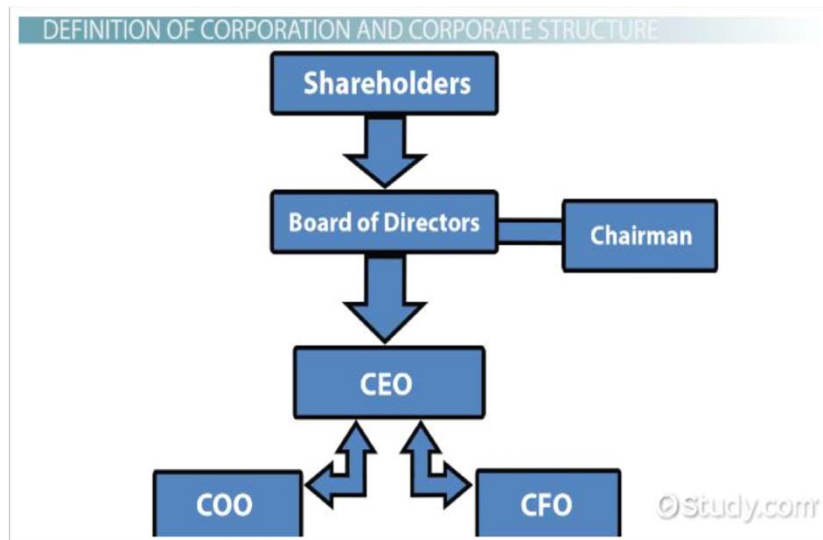 DEFINITION OF CORPORATION AND CORPORATE STRUCTURE
Shareholders
Board of Directors
Chairman
CEO
COO
CFO
Study.com